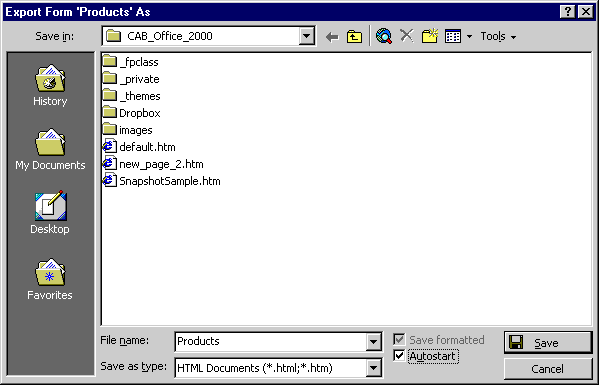 Export Form 'Products' As
Save in: CAB_Office_2000 Tools
History
My Documents
Desktop
Favorites
_fpclass
_private
_themes
Dropbox
images
default.htm
new_page_2.htm
SnapshotSample.htm
File name: Products
Save as type: HTML Documents (*.html;*.htm)
Save formatted
Autostart
Save
Cancel